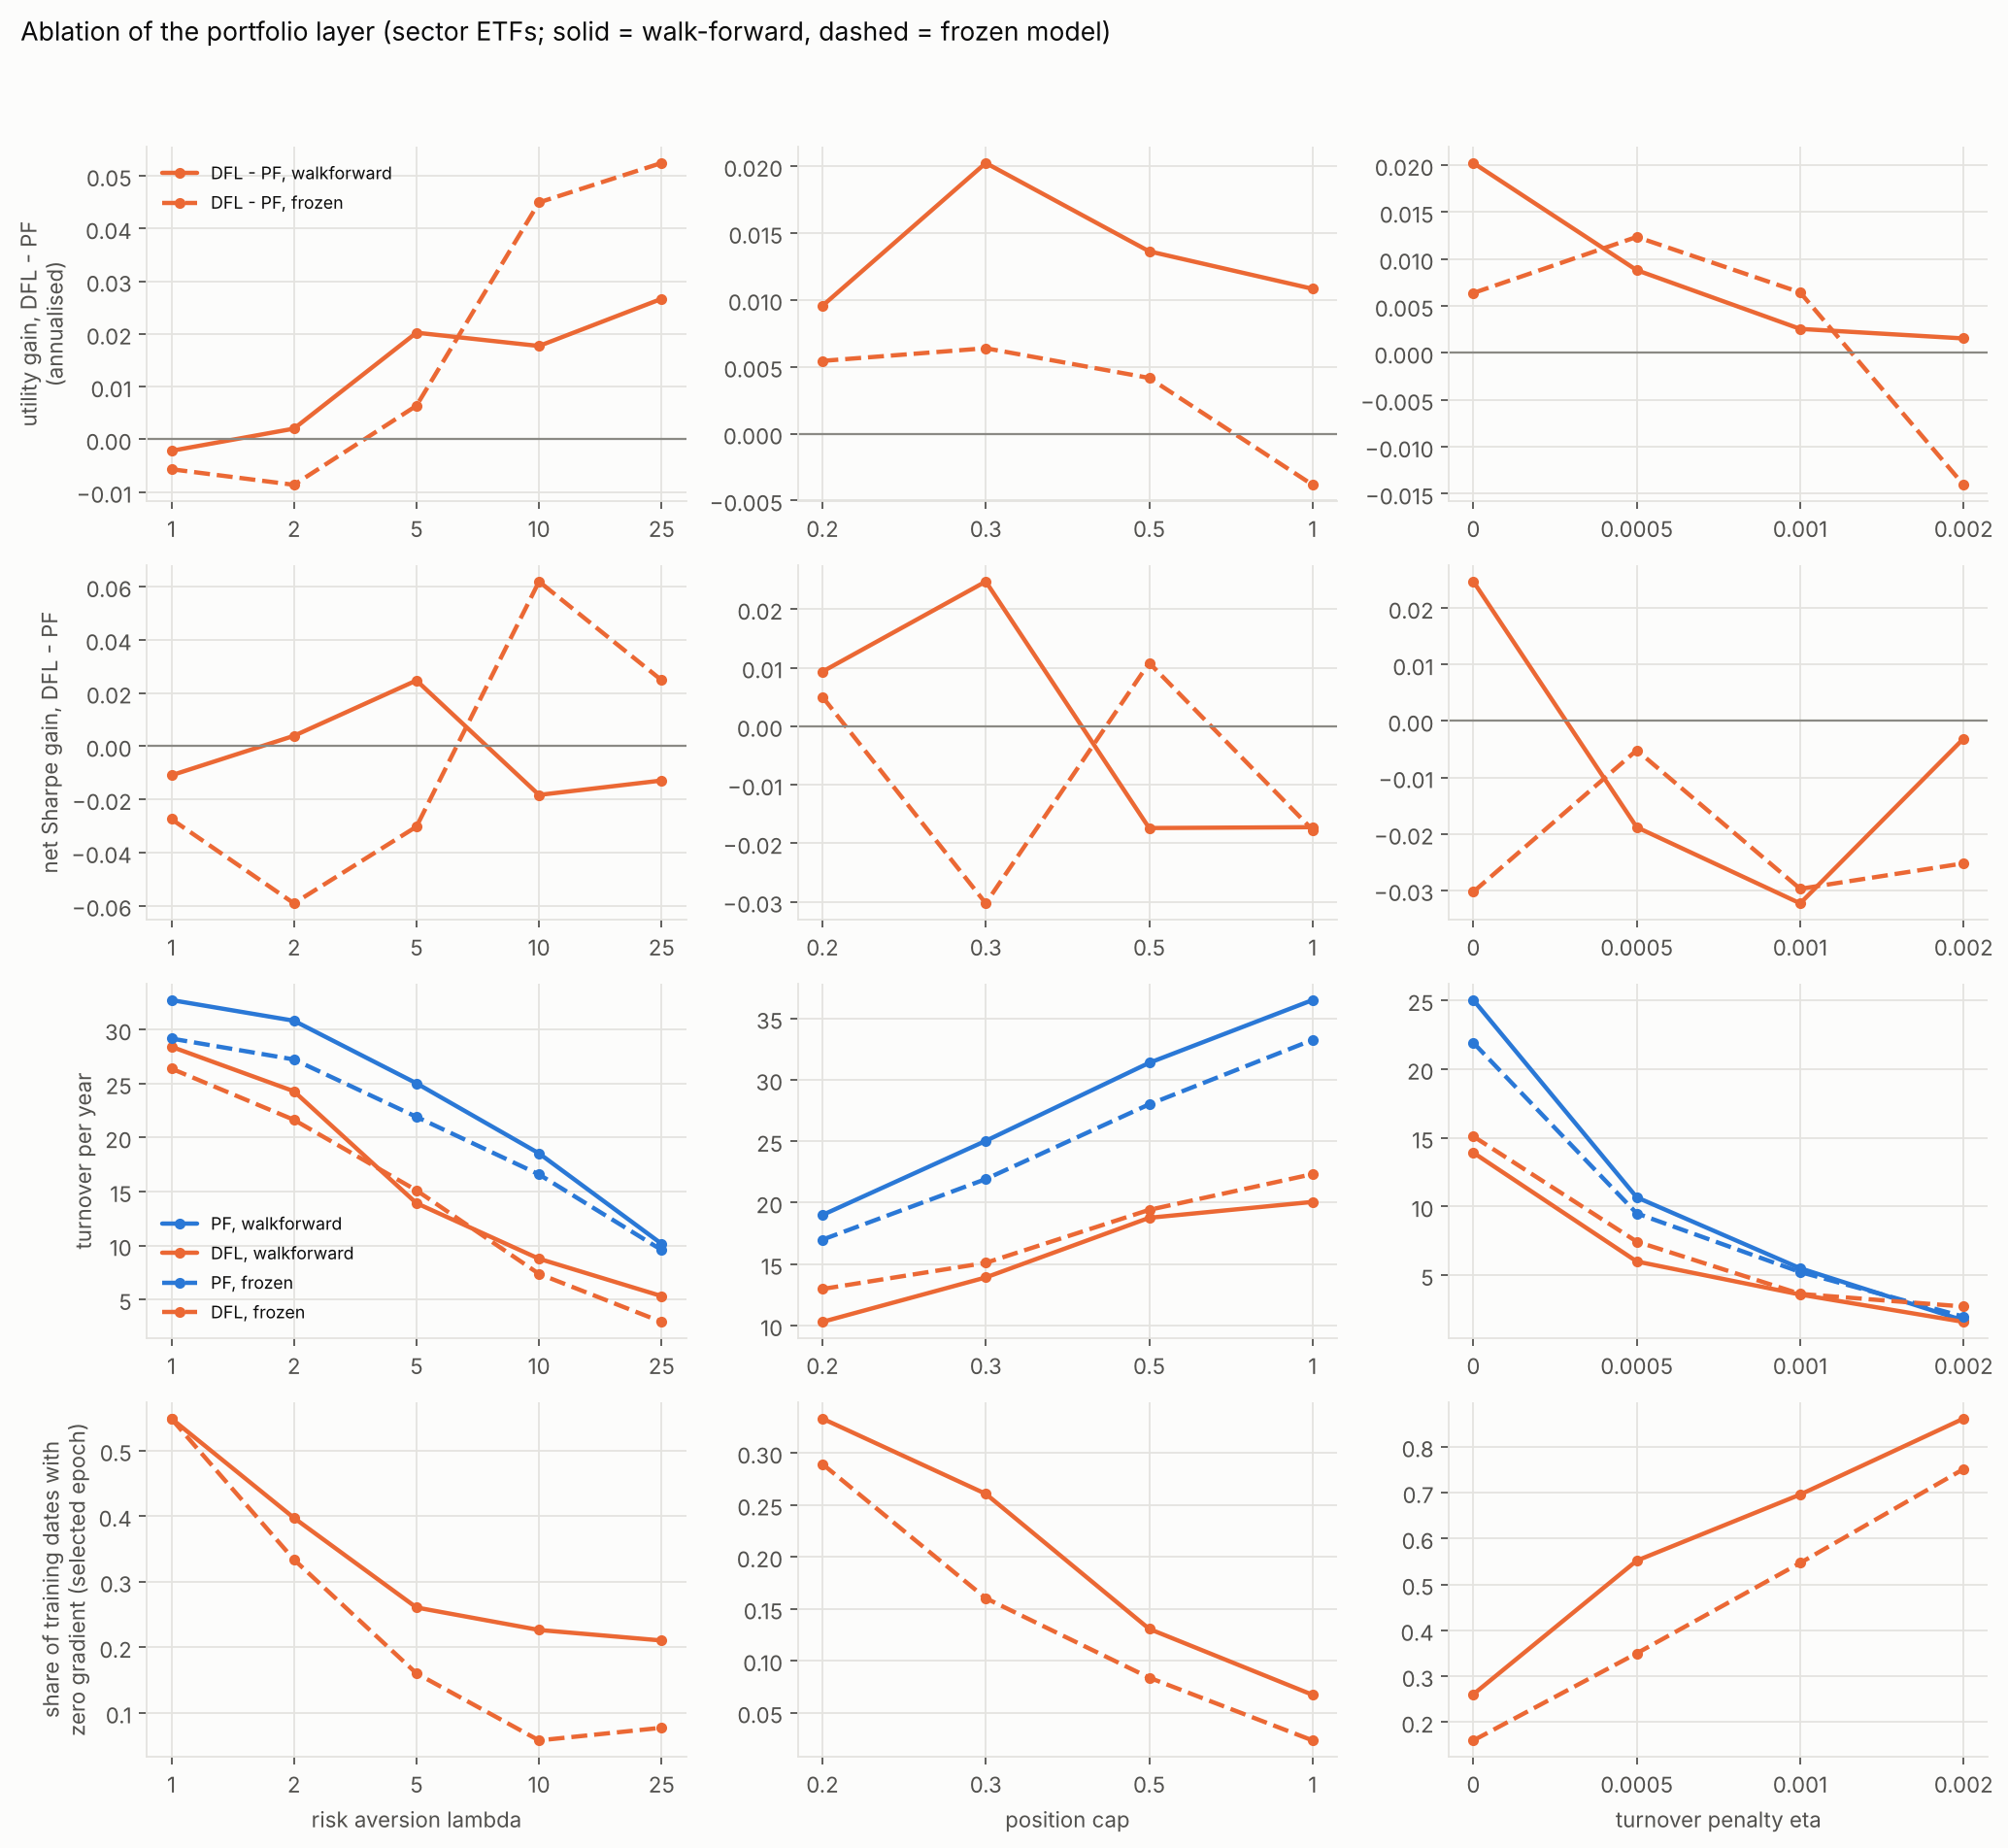 Ablation of the portfolio layer (sector ETFs; solid = walk-forward, dashed = frozen model)
utility gain, DFL - PF
(annualised)
0.05
0.04
0.03
0.02
0.01
0.00
−0.01
DFL - PF, walkforward
DFL - PF, frozen
1 2 5 10 25
0.020
0.015
0.010
0.005
0.000
−0.005
0.2 0.3 0.5 1
0.020
0.015
0.010
0.005
0.000
−0.005
−0.010
−0.015
0 0.0005 0.001 0.002
net Sharpe gain, DFL - PF
0.06
0.04
0.02
0.00
−0.02
−0.04
−0.06
1 2 5 10 25
0.02
0.01
0.00
−0.01
−0.02
−0.03
0.2 0.3 0.5 1
0.02
0.01
0.00
−0.01
−0.02
−0.03
0 0.0005 0.001 0.002
turnover per year
30
25
20
15
10
5
PF, walkforward
DFL, walkforward
PF, frozen
DFL, frozen
1 2 5 10 25
35
30
25
20
15
10
0.2 0.3 0.5 1
25
20
15
10
5
0 0.0005 0.001 0.002
share of training dates with
zero gradient (selected epoch)
0.5
0.4
0.3
0.2
0.1
1 2 5 10 25
risk aversion lambda
0.30
0.25
0.20
0.15
0.10
0.05
0.2 0.3 0.5 1
position cap
0.8
0.7
0.6
0.5
0.4
0.3
0.2
0 0.0005 0.001 0.002
turnover penalty eta